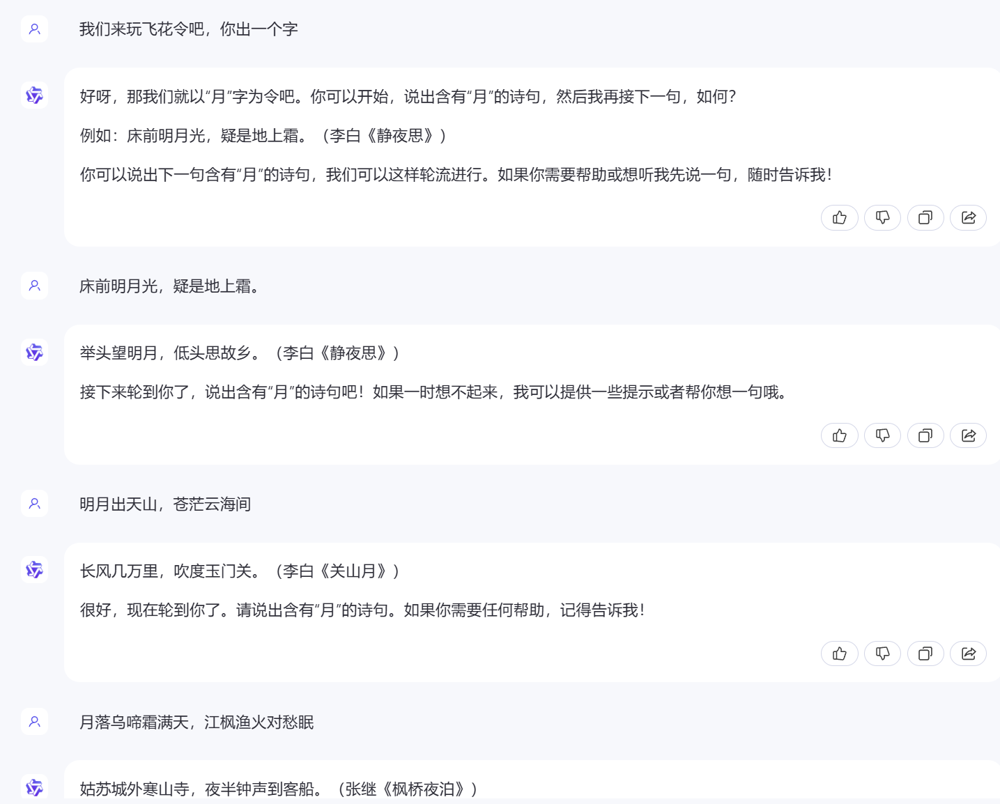 我们来玩飞花令吧，你出一个字
好呀，那我们就以“月”字为令吧。你可以开始，说出含有“月”的诗句，然后我再接下一句，如何？
例如：床前明月光，疑是地上霜。（李白《静夜思》）
你可以说出下一句含有“月”的诗句，我们可以这样轮流进行。如果你需要帮助或想听我先说一句，随时告诉我！
床前明月光，疑是地上霜。
举头望明月，低头思故乡。（李白《静夜思》）
接下来轮到你了，说出含有“月”的诗句吧！如果一时想不起来，我可以提供一些提示或者帮你想一句哦。
明月出天山，苍茫云海间
长风几万里，吹度玉门关。（李白《关山月》）
很好，现在轮到你了。请说出含有“月”的诗句。如果你需要任何帮助，记得告诉我！
月落乌啼霜满天，江枫渔火对愁眠
姑苏城外寒山寺，夜半钟声到客船。（张继《枫桥夜泊》）